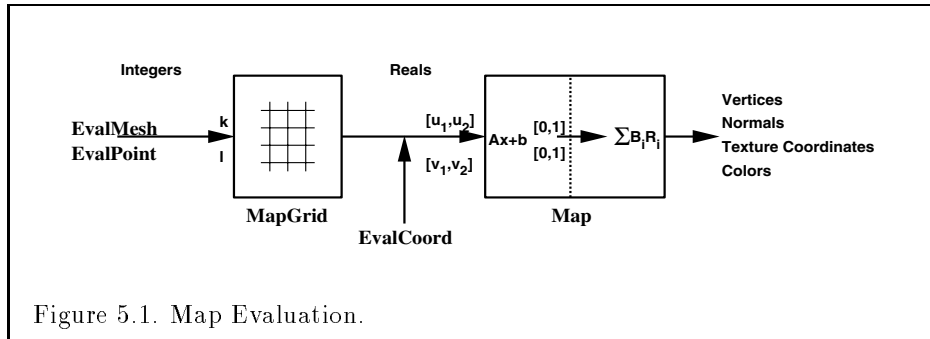 Integers
Reals
EvalMesh
EvalPoint
k
l
MapGrid
[u₁,u₂]
[v₁,v₂]
EvalCoord
Ax+b
[0,1]
[0,1]
ΣBᵢRᵢ
Map
Vertices
Normals
Texture Coordinates
Colors
Figure 5.1. Map Evaluation.